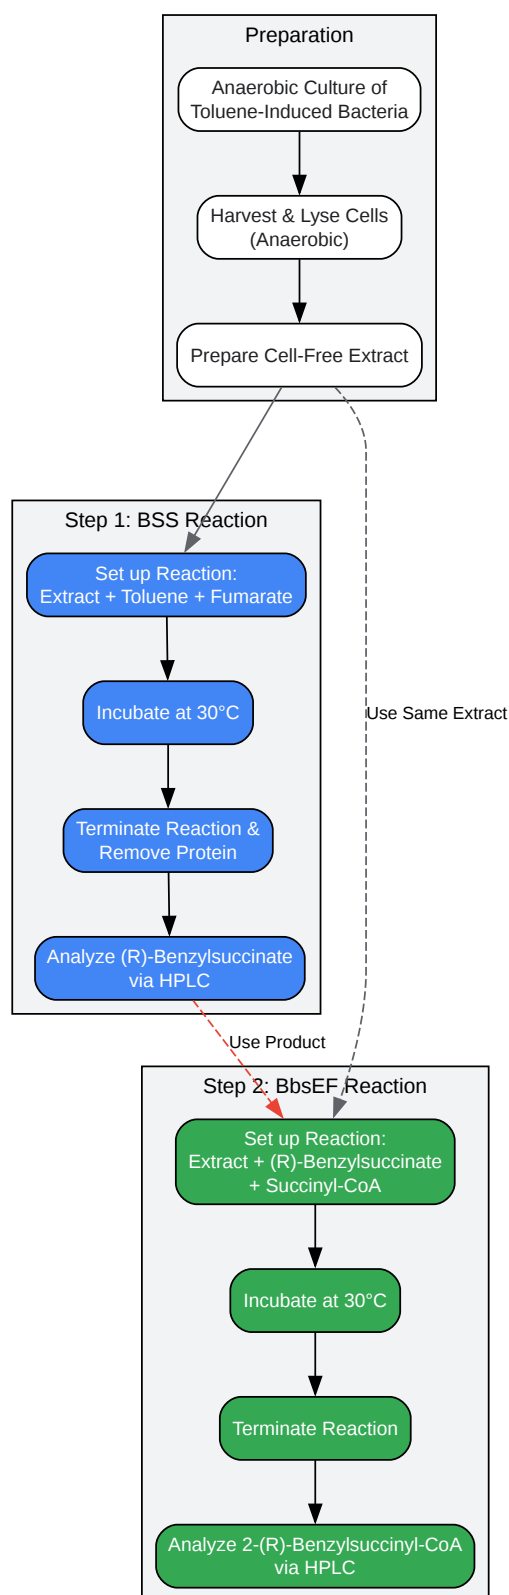 Preparation
Anaerobic Culture of
Toluene-Induced Bacteria
Harvest & Lyse Cells
(Anaerobic)
Prepare Cell-Free Extract
Step 1: BSS Reaction
Set up Reaction:
Extract + Toluene + Fumarate
Incubate at 30°C
Use Same Extract
Terminate Reaction &
Remove Protein
Analyze (R)-Benzylsuccinate
via HPLC
Use Product
Step 2: BbsEF Reaction
Set up Reaction:
Extract + (R)-Benzylsuccinate
+ Succinyl-CoA
Incubate at 30°C
Terminate Reaction
Analyze 2-(R)-Benzylsuccinyl-CoA
via HPLC